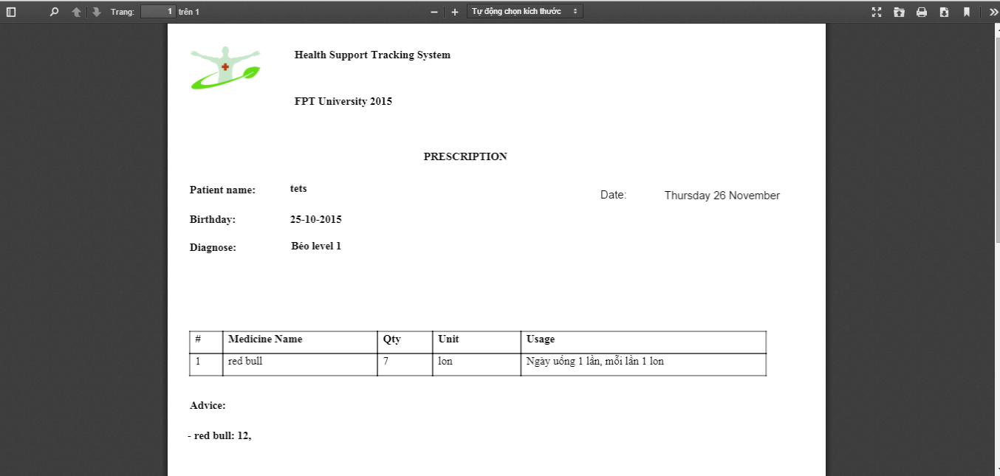 Trang: 1 trên 1 Tự động chọn kích thước
Health Support Tracking System
FPT University 2015
PRESCRIPTION
Patient name: tets
Date: Thursday 26 November
Birthday: 25-10-2015
Diagnose: Béo level 1
# Medicine Name Qty Unit Usage
1 red bull 7 lon Ngày uống 1 lần, mỗi lần 1 lon
Advice:
- red bull: 12,